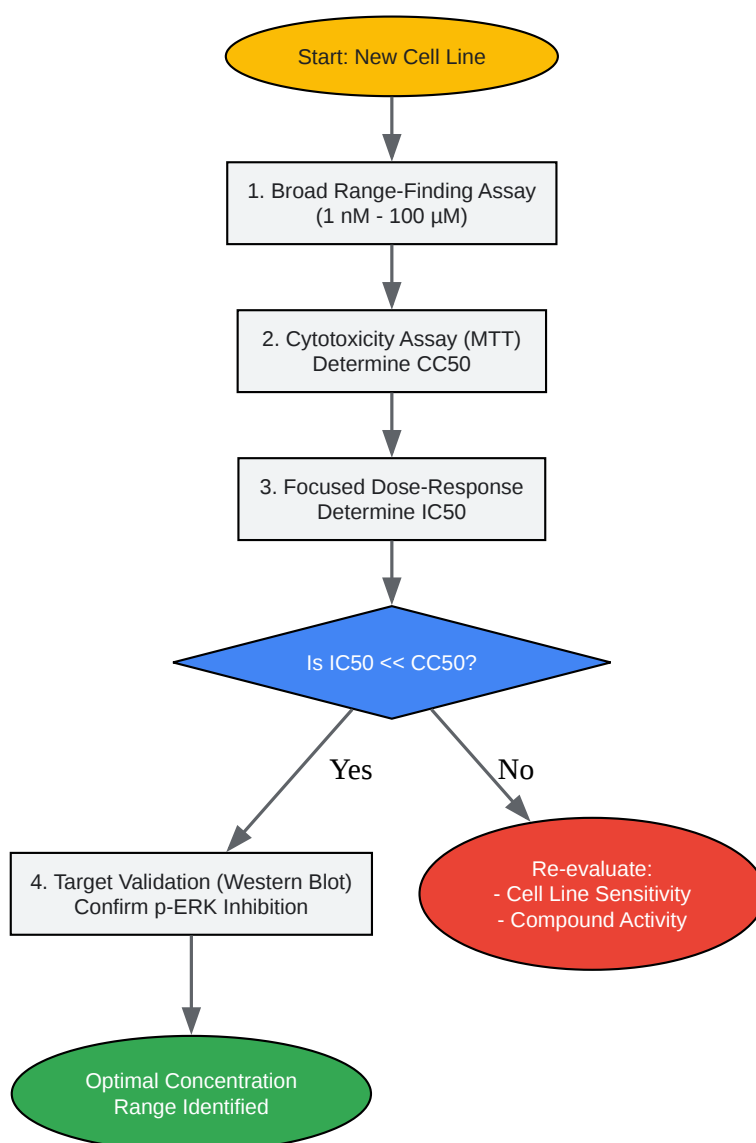 Start: New Cell Line
1. Broad Range-Finding Assay
(1 nM - 100 µM)
2. Cytotoxicity Assay (MTT)
Determine CC50
3. Focused Dose-Response
Determine IC50
Is IC50 << CC50?
Yes
No
4. Target Validation (Western Blot)
Confirm p-ERK Inhibition
Re-evaluate:
- Cell Line Sensitivity
- Compound Activity
Optimal Concentration
Range Identified